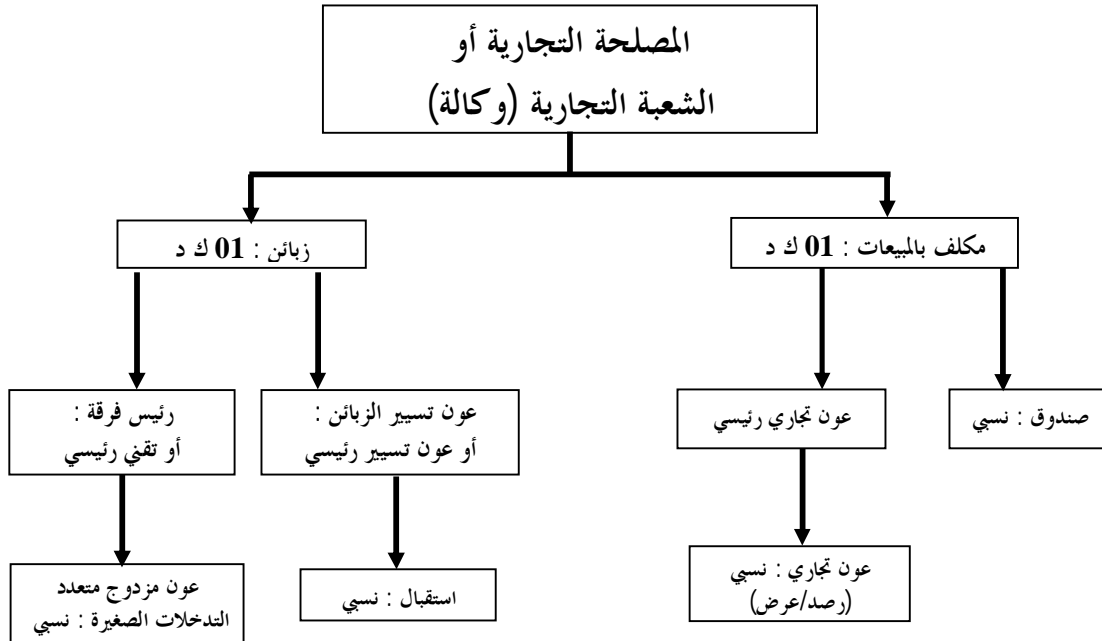 المصلحة التجارية أو
الشعبة التجارية (وكالة)
مكلف بالمبيعات : 01 ك د
زبائن : 01 ك د
صندوق : نسبي
عون تجاري رئيسي
عون تسيير الزبائن :
أو عون تسيير رئيسي
رئيس فرقة :
أو تقني رئيسي
عون تجاري : نسبي
(رصد/عرض)
استقبال : نسبي
عون مزدوج متعدد
التدخلات الصغيرة : نسبي